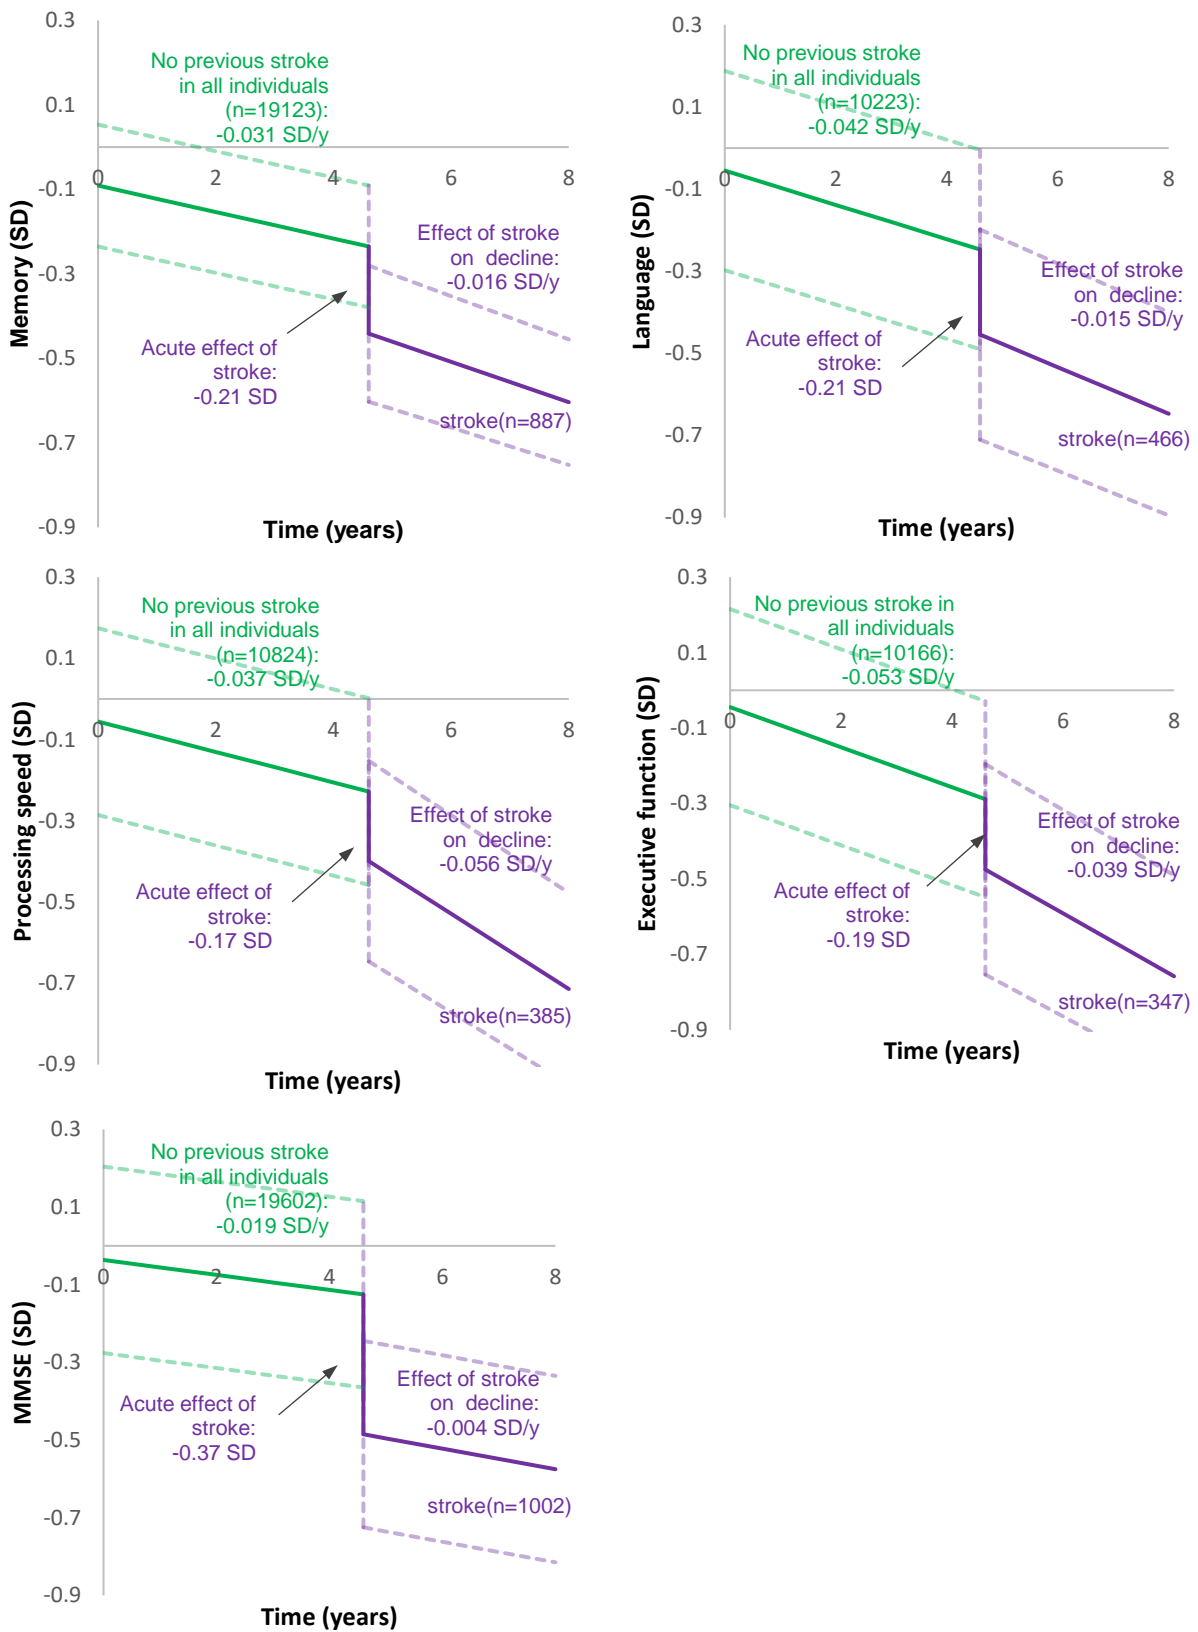 0.3
0.1
-0.1
-0.3
-0.5
-0.7
-0.9
Memory (SD)
No previous stroke
in all individuals
(n=19123):
-0.031 SD/y
0
2
4
6
8
Effect of stroke
on decline:
-0.016 SD/y
Acute effect of
stroke:
-0.21 SD
stroke(n=887)
Time (years)
0.3
0.1
-0.1
-0.3
-0.5
-0.7
-0.9
Language (SD)
No previous stroke
in all individuals
(n=10223):
-0.042 SD/y
0
2
4
6
8
Effect of stroke
on decline:
-0.015 SD/y
Acute effect of
stroke:
-0.21 SD
stroke(n=466)
Time (years)
0.3
0.1
-0.1
-0.3
-0.5
-0.7
-0.9
Processing speed (SD)
No previous stroke
in all individuals
(n=10824):
-0.037 SD/y
0
2
4
6
8
Effect of stroke
on decline:
-0.056 SD/y
Acute effect of
stroke:
-0.17 SD
stroke(n=385)
Time (years)
0.3
0.1
-0.1
-0.3
-0.5
-0.7
-0.9
Executive function (SD)
No previous stroke in
all individuals
(n=10166):
-0.053 SD/y
0
2
4
6
8
Effect of stroke
on decline:
-0.039 SD/y
Acute effect of
stroke:
-0.19 SD
stroke(n=347)
Time (years)
0.3
0.1
-0.1
-0.3
-0.5
-0.7
-0.9
MMSE (SD)
No previous stroke
in all individuals
(n=19602):
-0.019 SD/y
0
2
4
6
8
Effect of stroke
on decline:
-0.004 SD/y
Acute effect of
stroke:
-0.37 SD
stroke(n=1002)
Time (years)